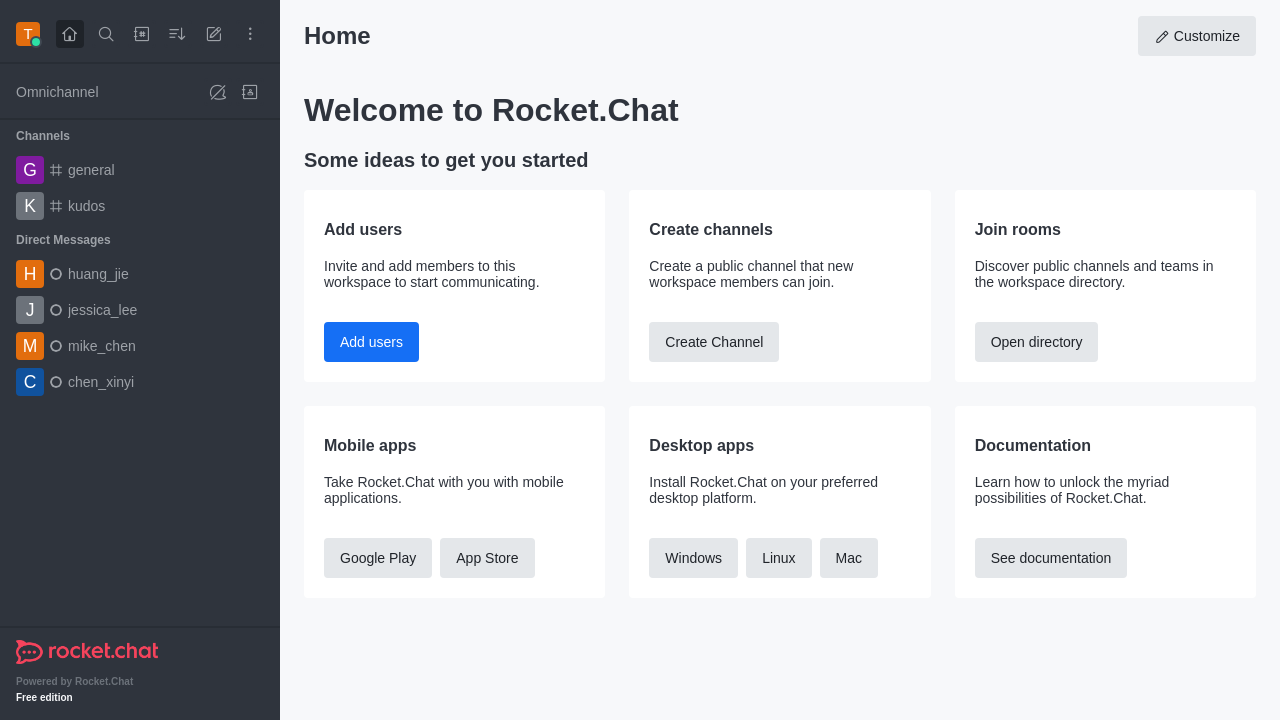 T
Omnichannel
Channels
G general
K kudos
Direct Messages
H huang_jie
J jessica_lee
M mike_chen
C chen_xinyi
rocket.chat
Powered by Rocket.Chat
Free edition
Home
Customize
Welcome to Rocket.Chat
Some ideas to get you started
Add users
Invite and add members to this
workspace to start communicating.
Add users
Create channels
Create a public channel that new
workspace members can join.
Create Channel
Join rooms
Discover public channels and teams in
the workspace directory.
Open directory
Mobile apps
Take Rocket.Chat with you with mobile
applications.
Google Play App Store
Desktop apps
Install Rocket.Chat on your preferred
desktop platform.
Windows Linux Mac
Documentation
Learn how to unlock the myriad
possibilities of Rocket.Chat.
See documentation